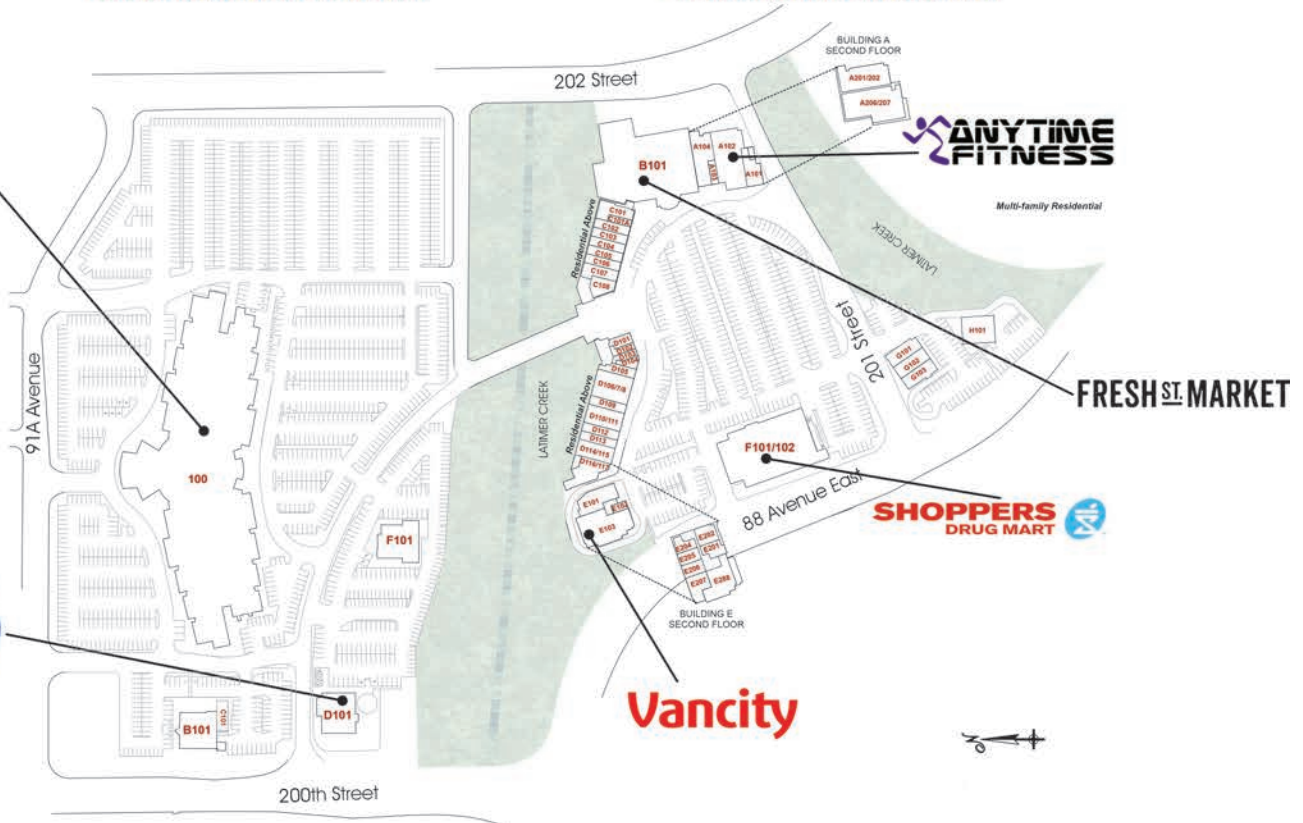 BUILDING A
SECOND FLOOR
202 Street
A201/202
A206/207
ANYTIME
FITNESS
A104
A102
A103
A101
B101
Multi-family Residential
Residential Above
C101
C101A
C102
C103
C104
C105
C106
C107
C108
LATIMER CREEK
201 Street
H101
G101
G102
G103
91A Avenue
D101
D105
D106/7/8
D109
D110/111
D112
D113
D114/115
D116/117
Residential Above
LATIMER CREEK
FRESH ST. MARKET
F101/102
100
88 Avenue East
SHOPPERS
DRUG MART
E101
E102
E103
F101
E202
E204
E201
E205
E206
E207
E208
BUILDING E
SECOND FLOOR
Vancity
D101
C101
B101
200th Street